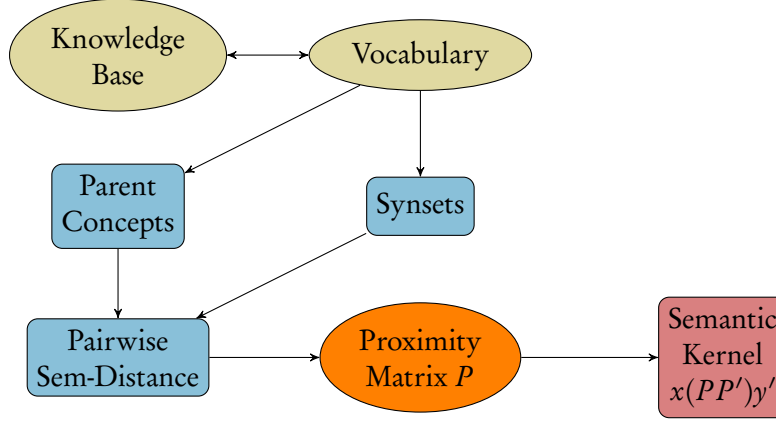 Knowledge
Base
Vocabulary
Parent
Concepts
Synsets
Pairwise
Sem-Distance
Proximity
Matrix P
Semantic
Kernel
x(PP′)y′